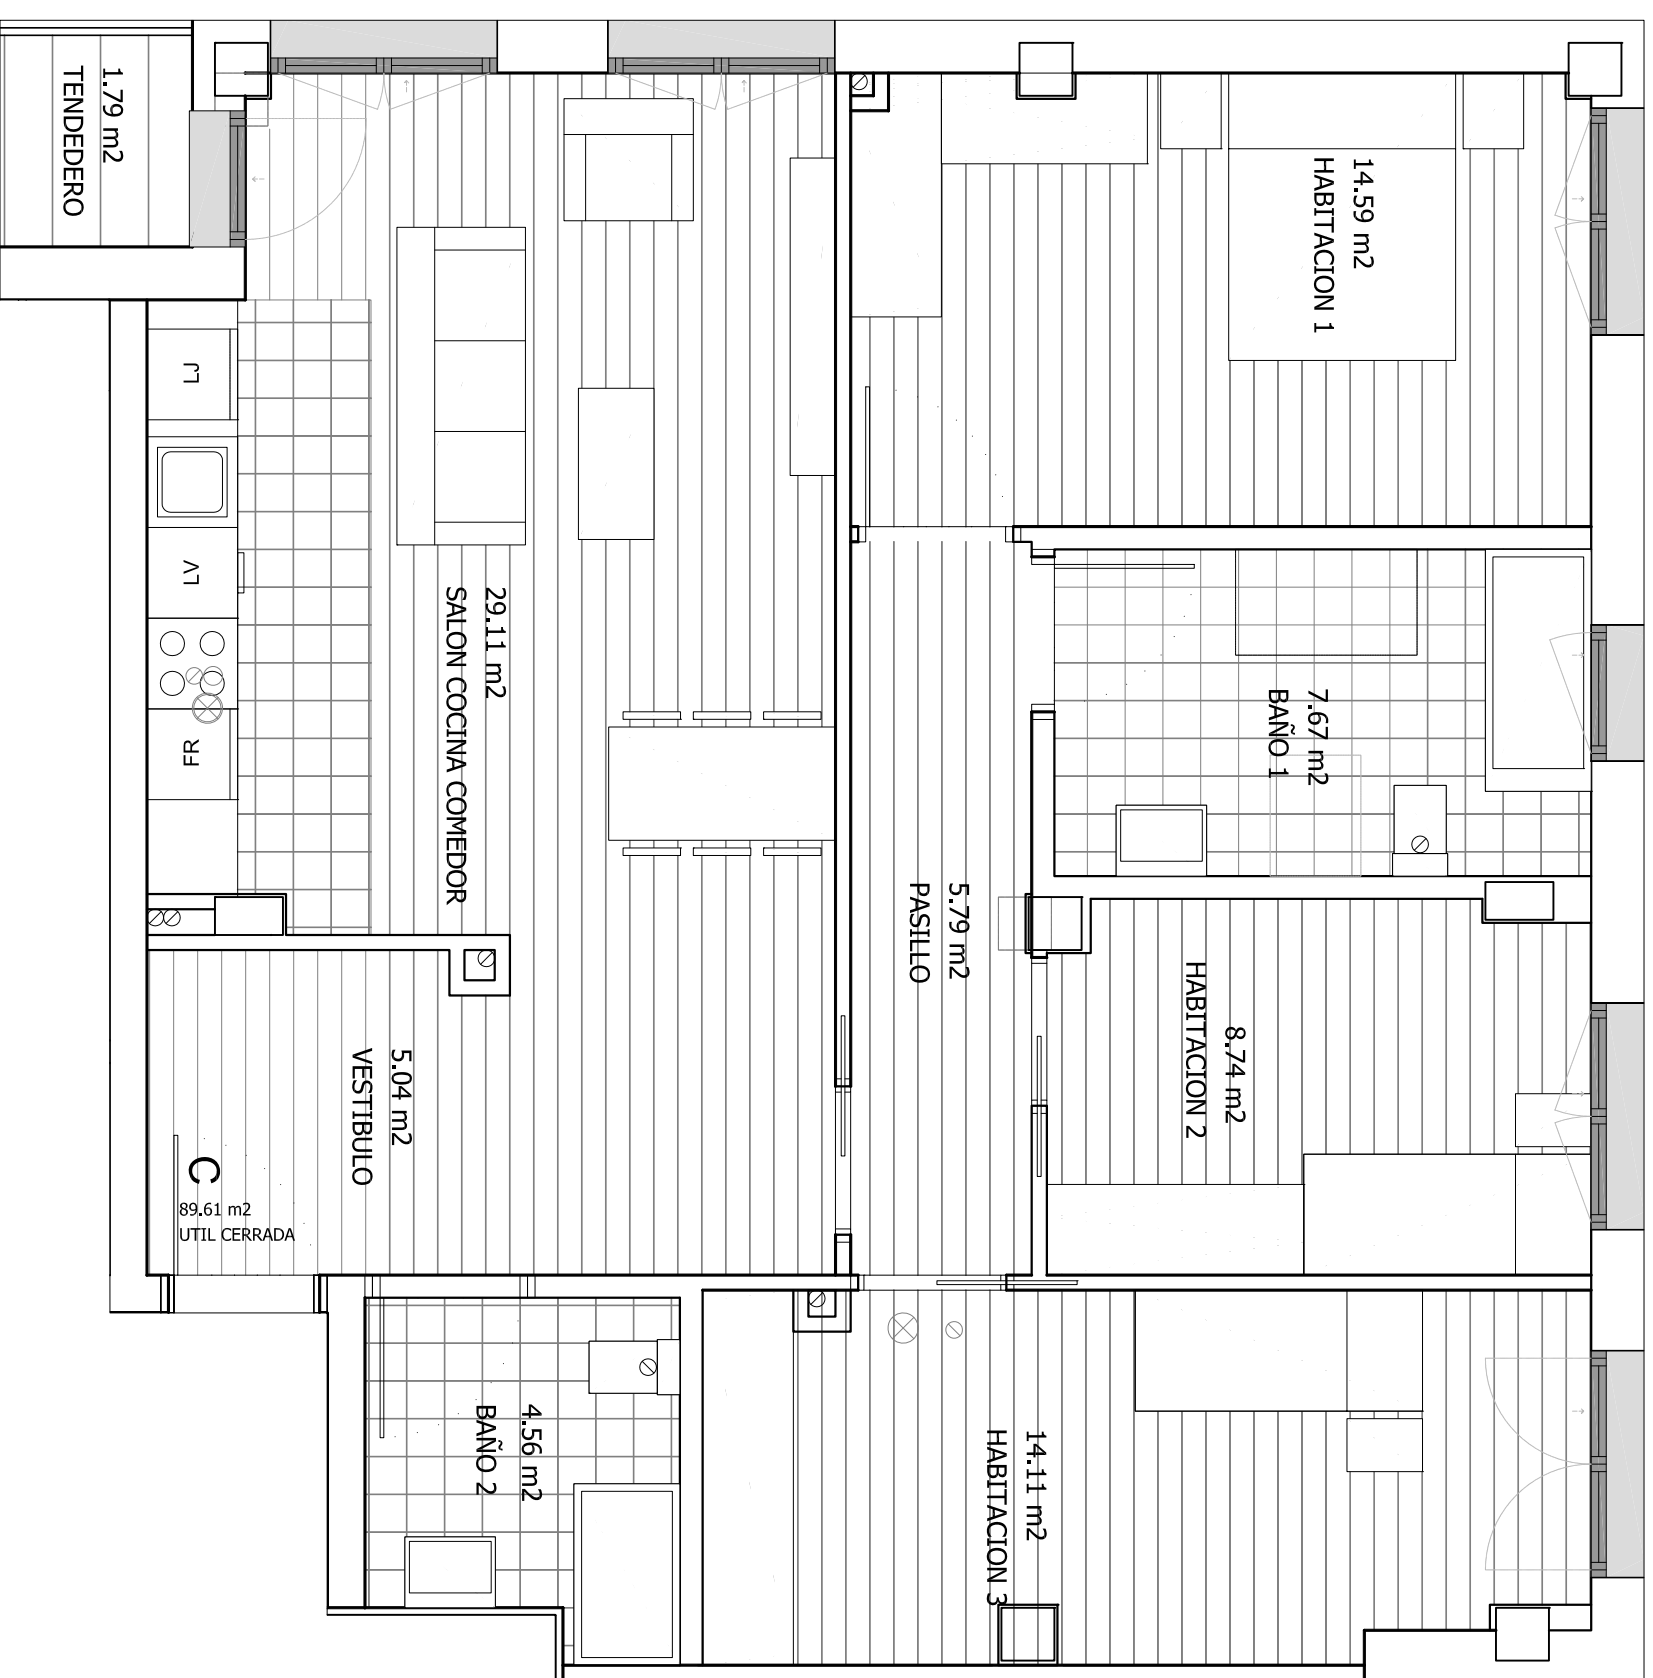 1.79 m2
TENDEDERO
14.59 m2
HABITACION 1
LJ
LV
FR
29.11 m2
SALON COCINA COMEDOR
7.67 m2
BAÑO 1
5.79 m2
PASILLO
8.74 m2
HABITACION 2
5.04 m2
VESTIBULO
C
89.61 m2
UTIL CERRADA
4.56 m2
BAÑO 2
14.11 m2
HABITACION 3